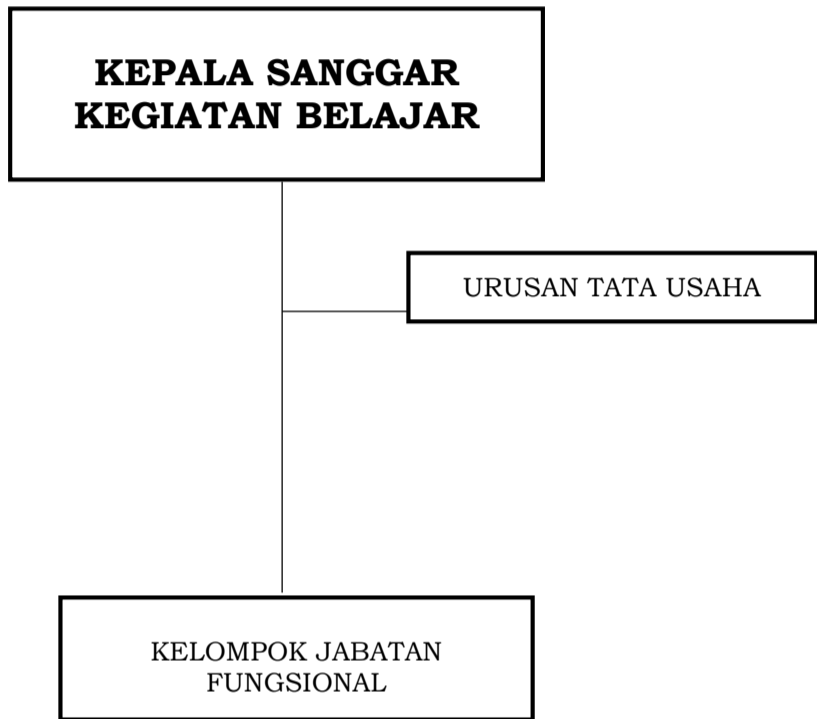 KEPALA SANGGAR
KEGIATAN BELAJAR
URUSAN TATA USAHA
KELOMPOK JABATAN
FUNGSIONAL